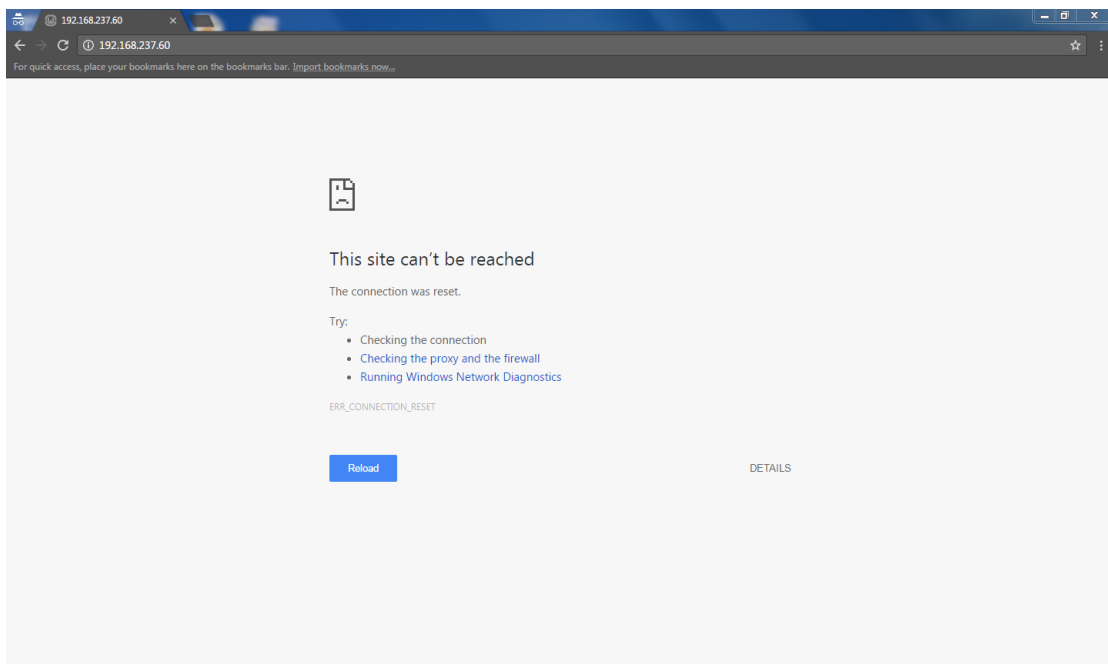 192.168.237.60
192.168.237.60
For quick access, place your bookmarks here on the bookmarks bar. Import bookmarks now...
This site can't be reached
The connection was reset.
Try:
Checking the connection
Checking the proxy and the firewall
Running Windows Network Diagnostics
ERR_CONNECTION_RESET
Reload
DETAILS